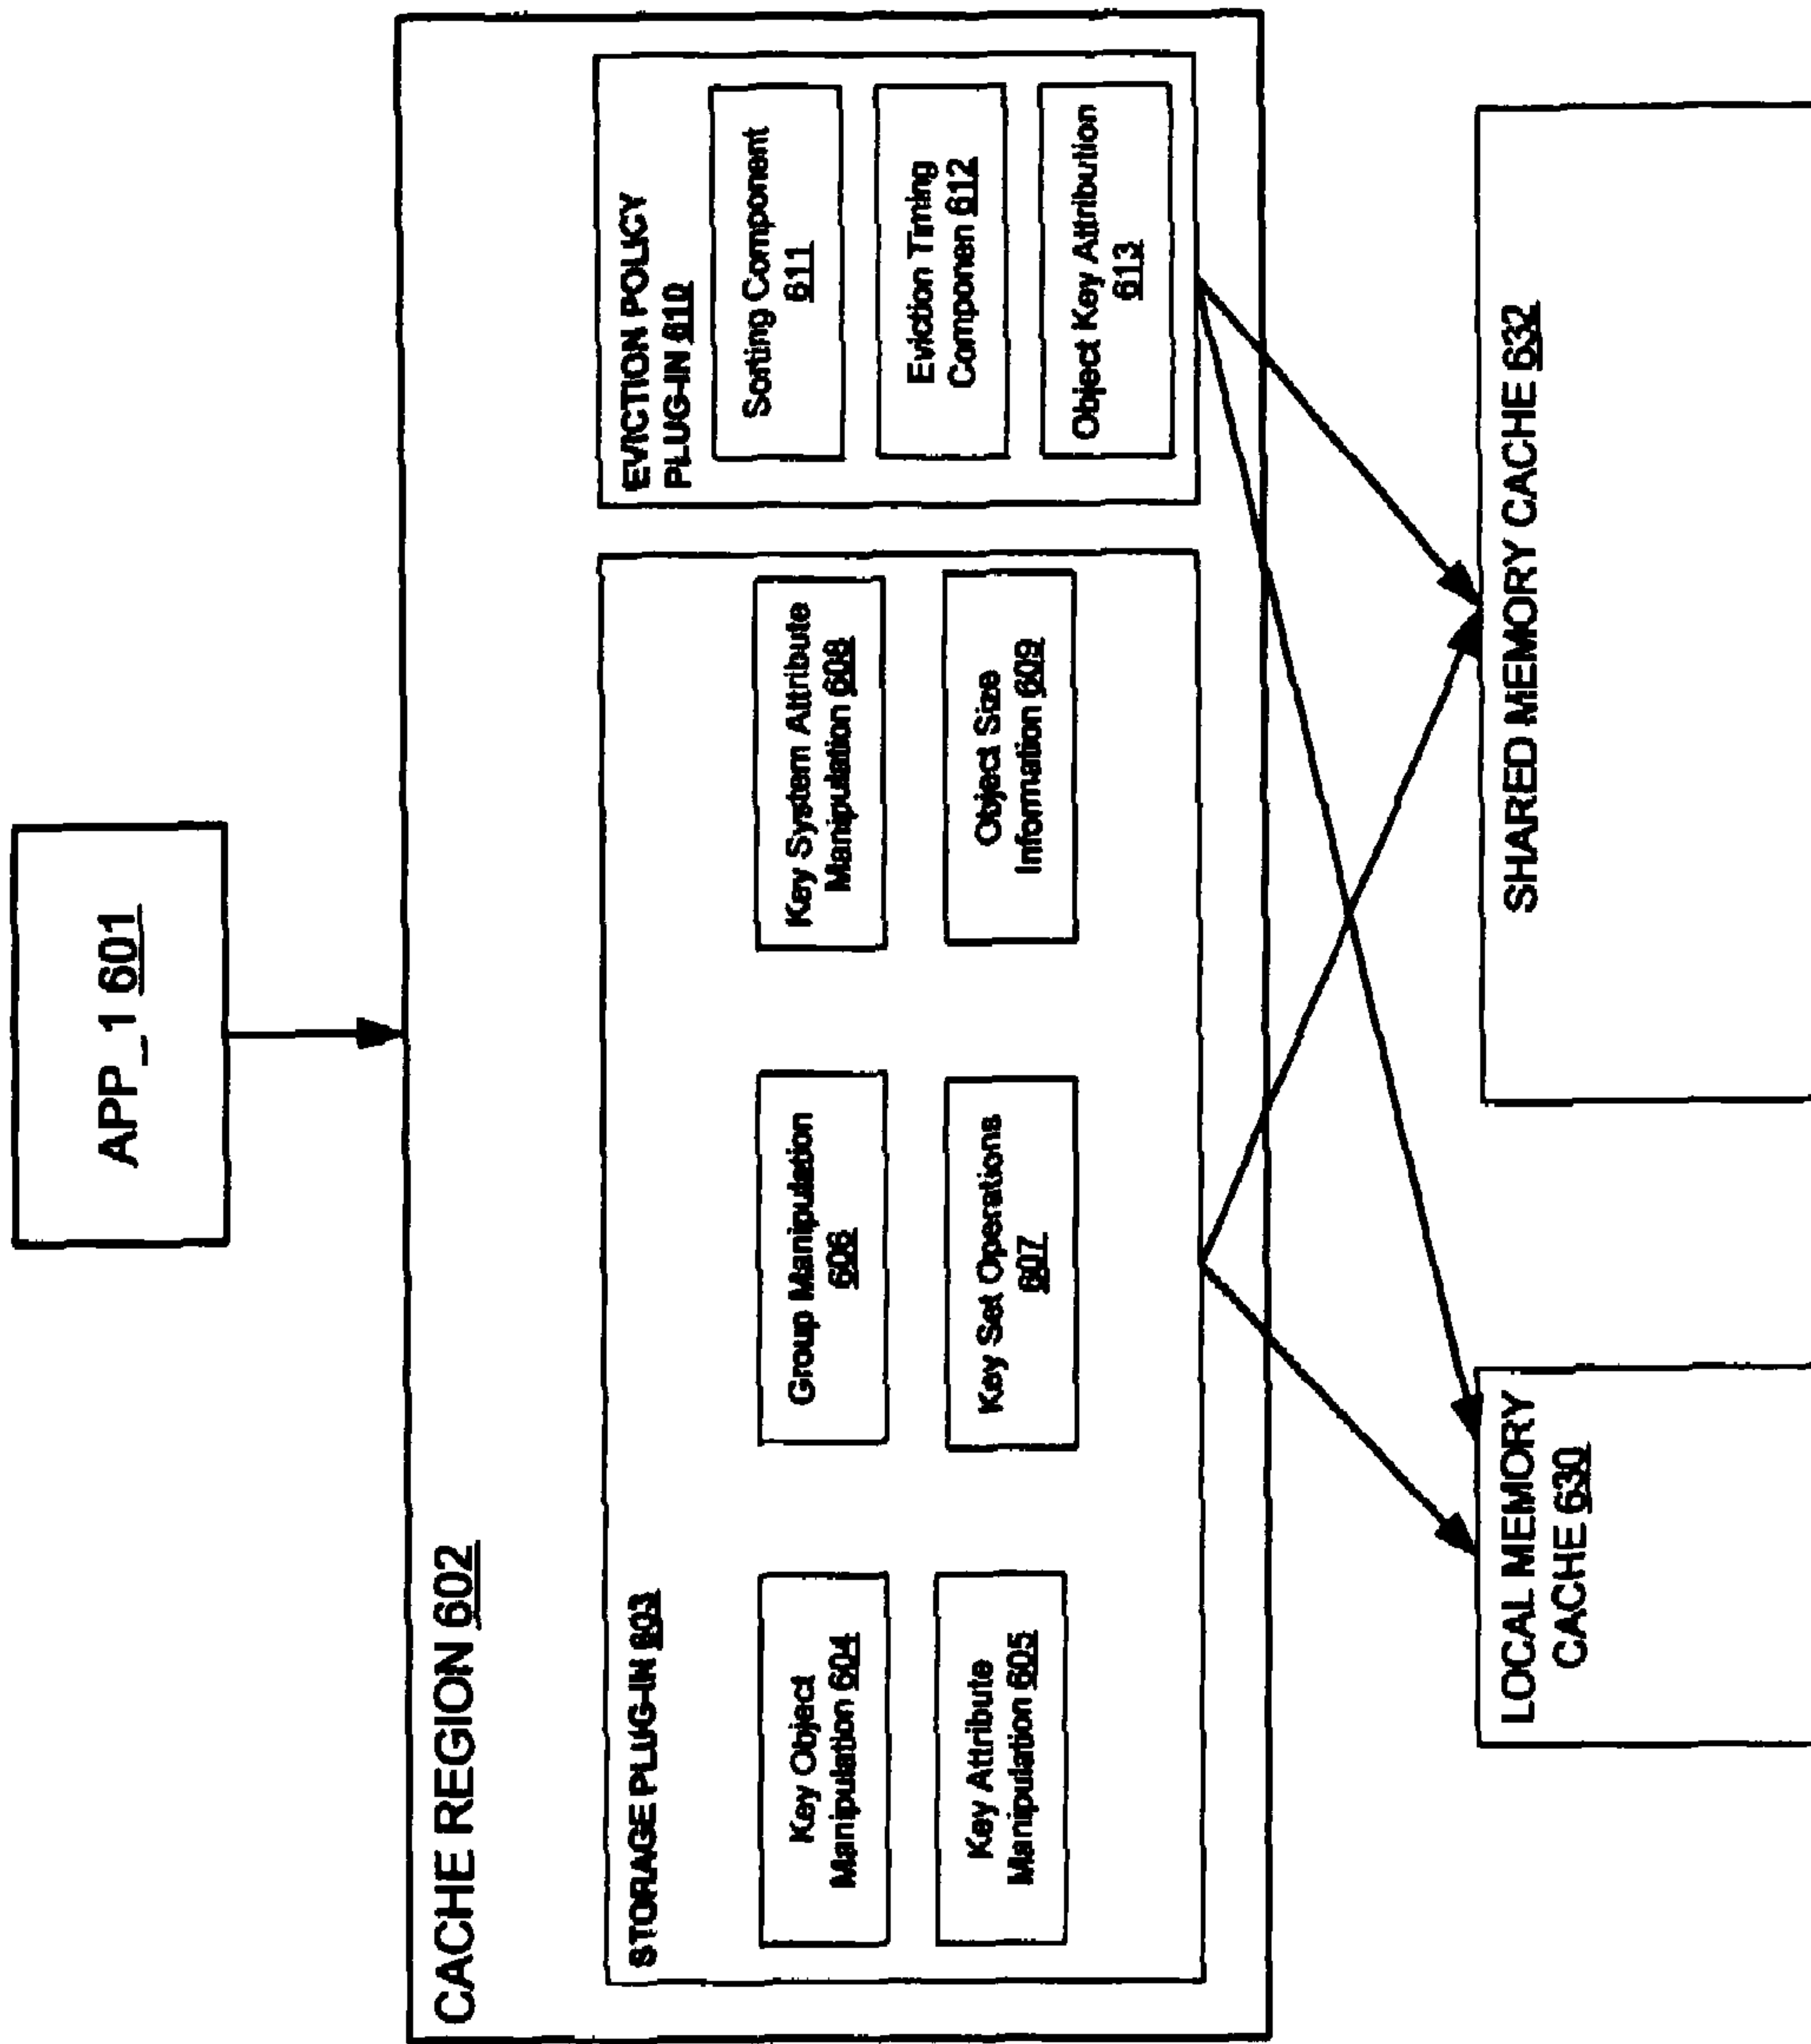 APP_1 601
CACHE REGION 602
STORAGE PLUG-IN 603
Key Object
Manipulation 604
Group Manipulation
606
Key System Attribute
Manipulation 608
Key Attribute
Manipulation 605
Key Set Operations
607
Object Size
Information 609
EVICTION POLICY
PLUG-IN 610
Sorting Component
611
Eviction Timing
Componen 612
Object Key Attribution
613
LOCAL MEMORY
CACHE 630
SHARED MEMORY CACHE 632